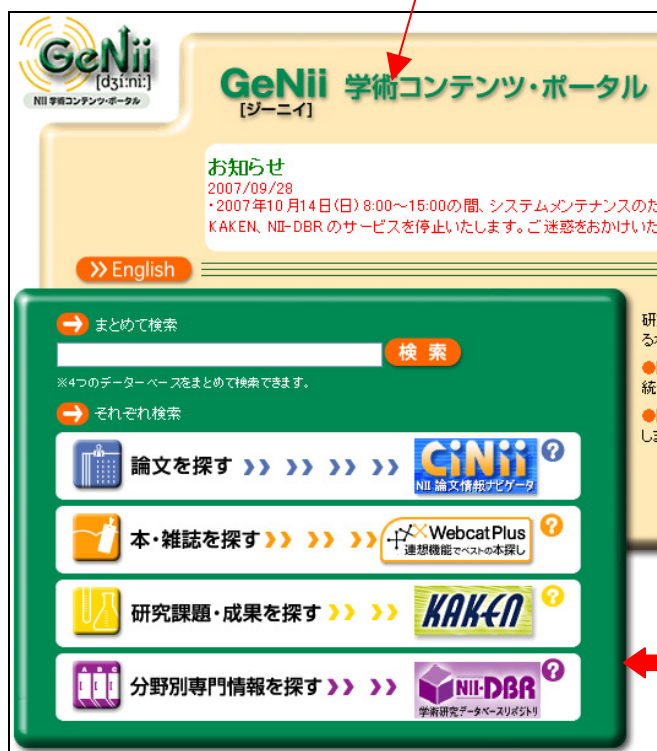 GeNii
[dʒi:ni:]
NII 学術コンテンツ・ポータル
GeNii 学術コンテンツ・ポータル
[ジーニイ]
お知らせ
2007/09/28
・2007年10月14日(日) 8:00～15:00の間、システムメンテナンスのた
KAKEN、NII-DBR のサービスを停止いたします。ご迷惑をおかけいた
English
まとめて検索
検 索
※4つのデーターベースをまとめて検索できます。
それぞれ検索
論文を探す
CiNii
NII 論文情報ナビゲータ
本・雑誌を探す
WebcatPlus
連想機能でベストの本探し
研究課題・成果を探す
KAKEN
分野別専門情報を探す
NII-DBR
学術研究データベースリポジトリ
研
る
統
しま